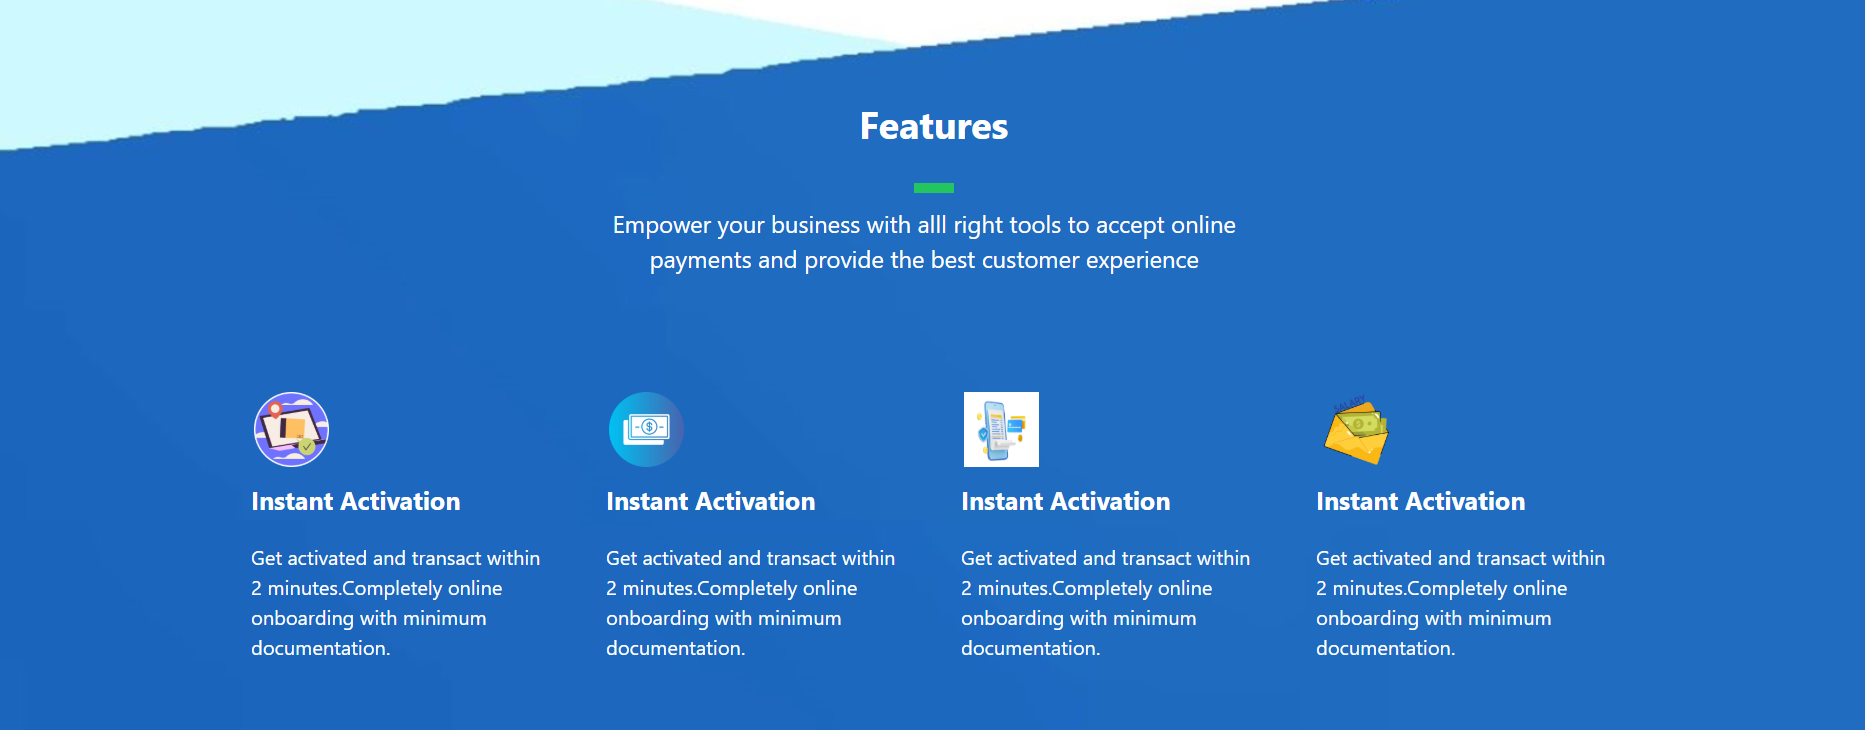 Features
Empower your business with alll right tools to accept online
payments and provide the best customer experience
SALARY
Instant Activation
Get activated and transact within
2 minutes.Completely online
onboarding with minimum
documentation.
Instant Activation
Get activated and transact within
2 minutes.Completely online
onboarding with minimum
documentation.
Instant Activation
Get activated and transact within
2 minutes.Completely online
onboarding with minimum
documentation.
Instant Activation
Get activated and transact within
2 minutes.Completely online
onboarding with minimum
documentation.